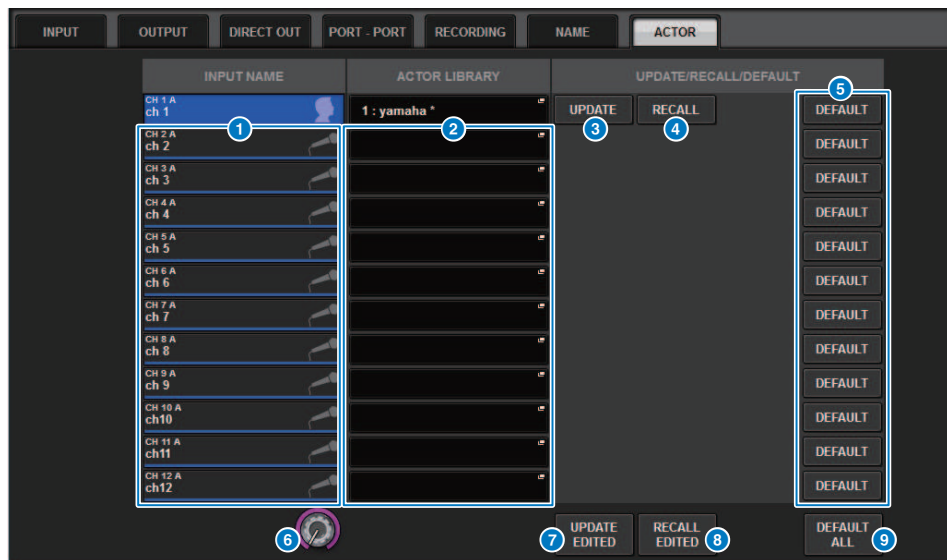 INPUT OUTPUT DIRECT OUT PORT - PORT RECORDING NAME ACTOR
INPUT NAME ACTOR LIBRARY UPDATE/RECALL/DEFAULT
5
CH 1 A
ch 1 1 : yamaha * UPDATE RECALL DEFAULT
1 2 3 4
CH 2 A
ch 2 DEFAULT
CH 3 A
ch 3 DEFAULT
CH 4 A
ch 4 DEFAULT
CH 5 A
ch 5 DEFAULT
CH 6 A
ch 6 DEFAULT
CH 7 A
ch 7 DEFAULT
CH 8 A
ch 8 DEFAULT
CH 9 A
ch 9 DEFAULT
CH 10 A
ch10 DEFAULT
CH 11 A
ch11 DEFAULT
CH 12 A
ch12 DEFAULT
UPDATE RECALL DEFAULT
6 7 EDITED EDITED 8 ALL 9